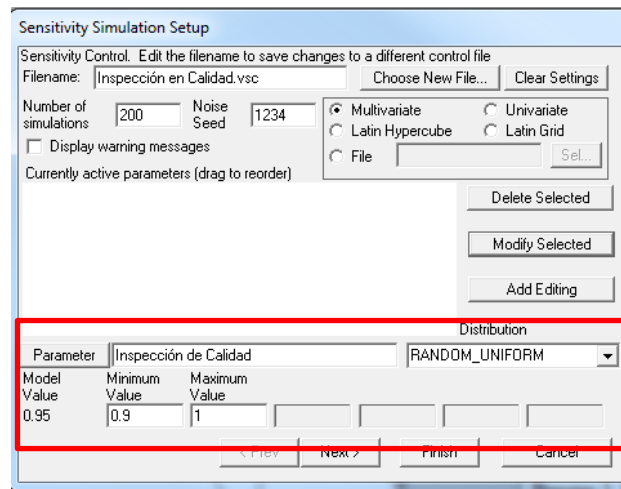 Sensitivity Simulation Setup
Sensitivity Control. Edit the filename to save changes to a different control file
Filename: Inspección en Calidad.vsc Choose New File... Clear Settings
Number of simulations 200 Noise Seed 1234
Multivariate Univariate
Latin Hypercube Latin Grid
File Sel...
Display warning messages
Currently active parameters (drag to reorder)
Delete Selected
Modify Selected
Add Editing
Distribution
Parameter Inspección de Calidad RANDOM_UNIFORM
Model Value Minimum Value Maximum Value
0.95 0.9 1
< Prev Next > Finish Cancel